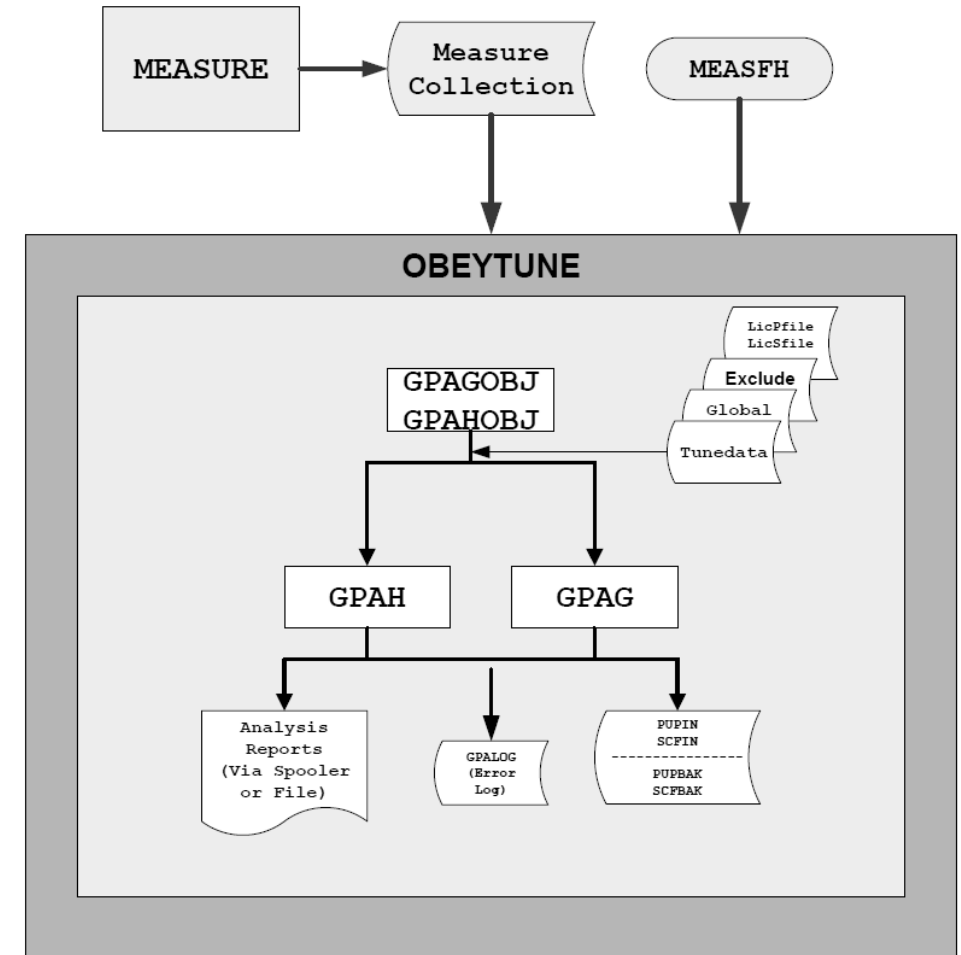 MEASURE
Measure
Collection
MEASFH
OBEYTUNE
LicPfile
LicSfile
Exclude
Global
Tunedata
GPAGOBJ
GPAHOBJ
GPAH
GPAG
Analysis
Reports
(Via Spooler
or File)
GPALOG
(Error
Log)
PUPIN
SCFIN
PUPBAK
SCFBAK